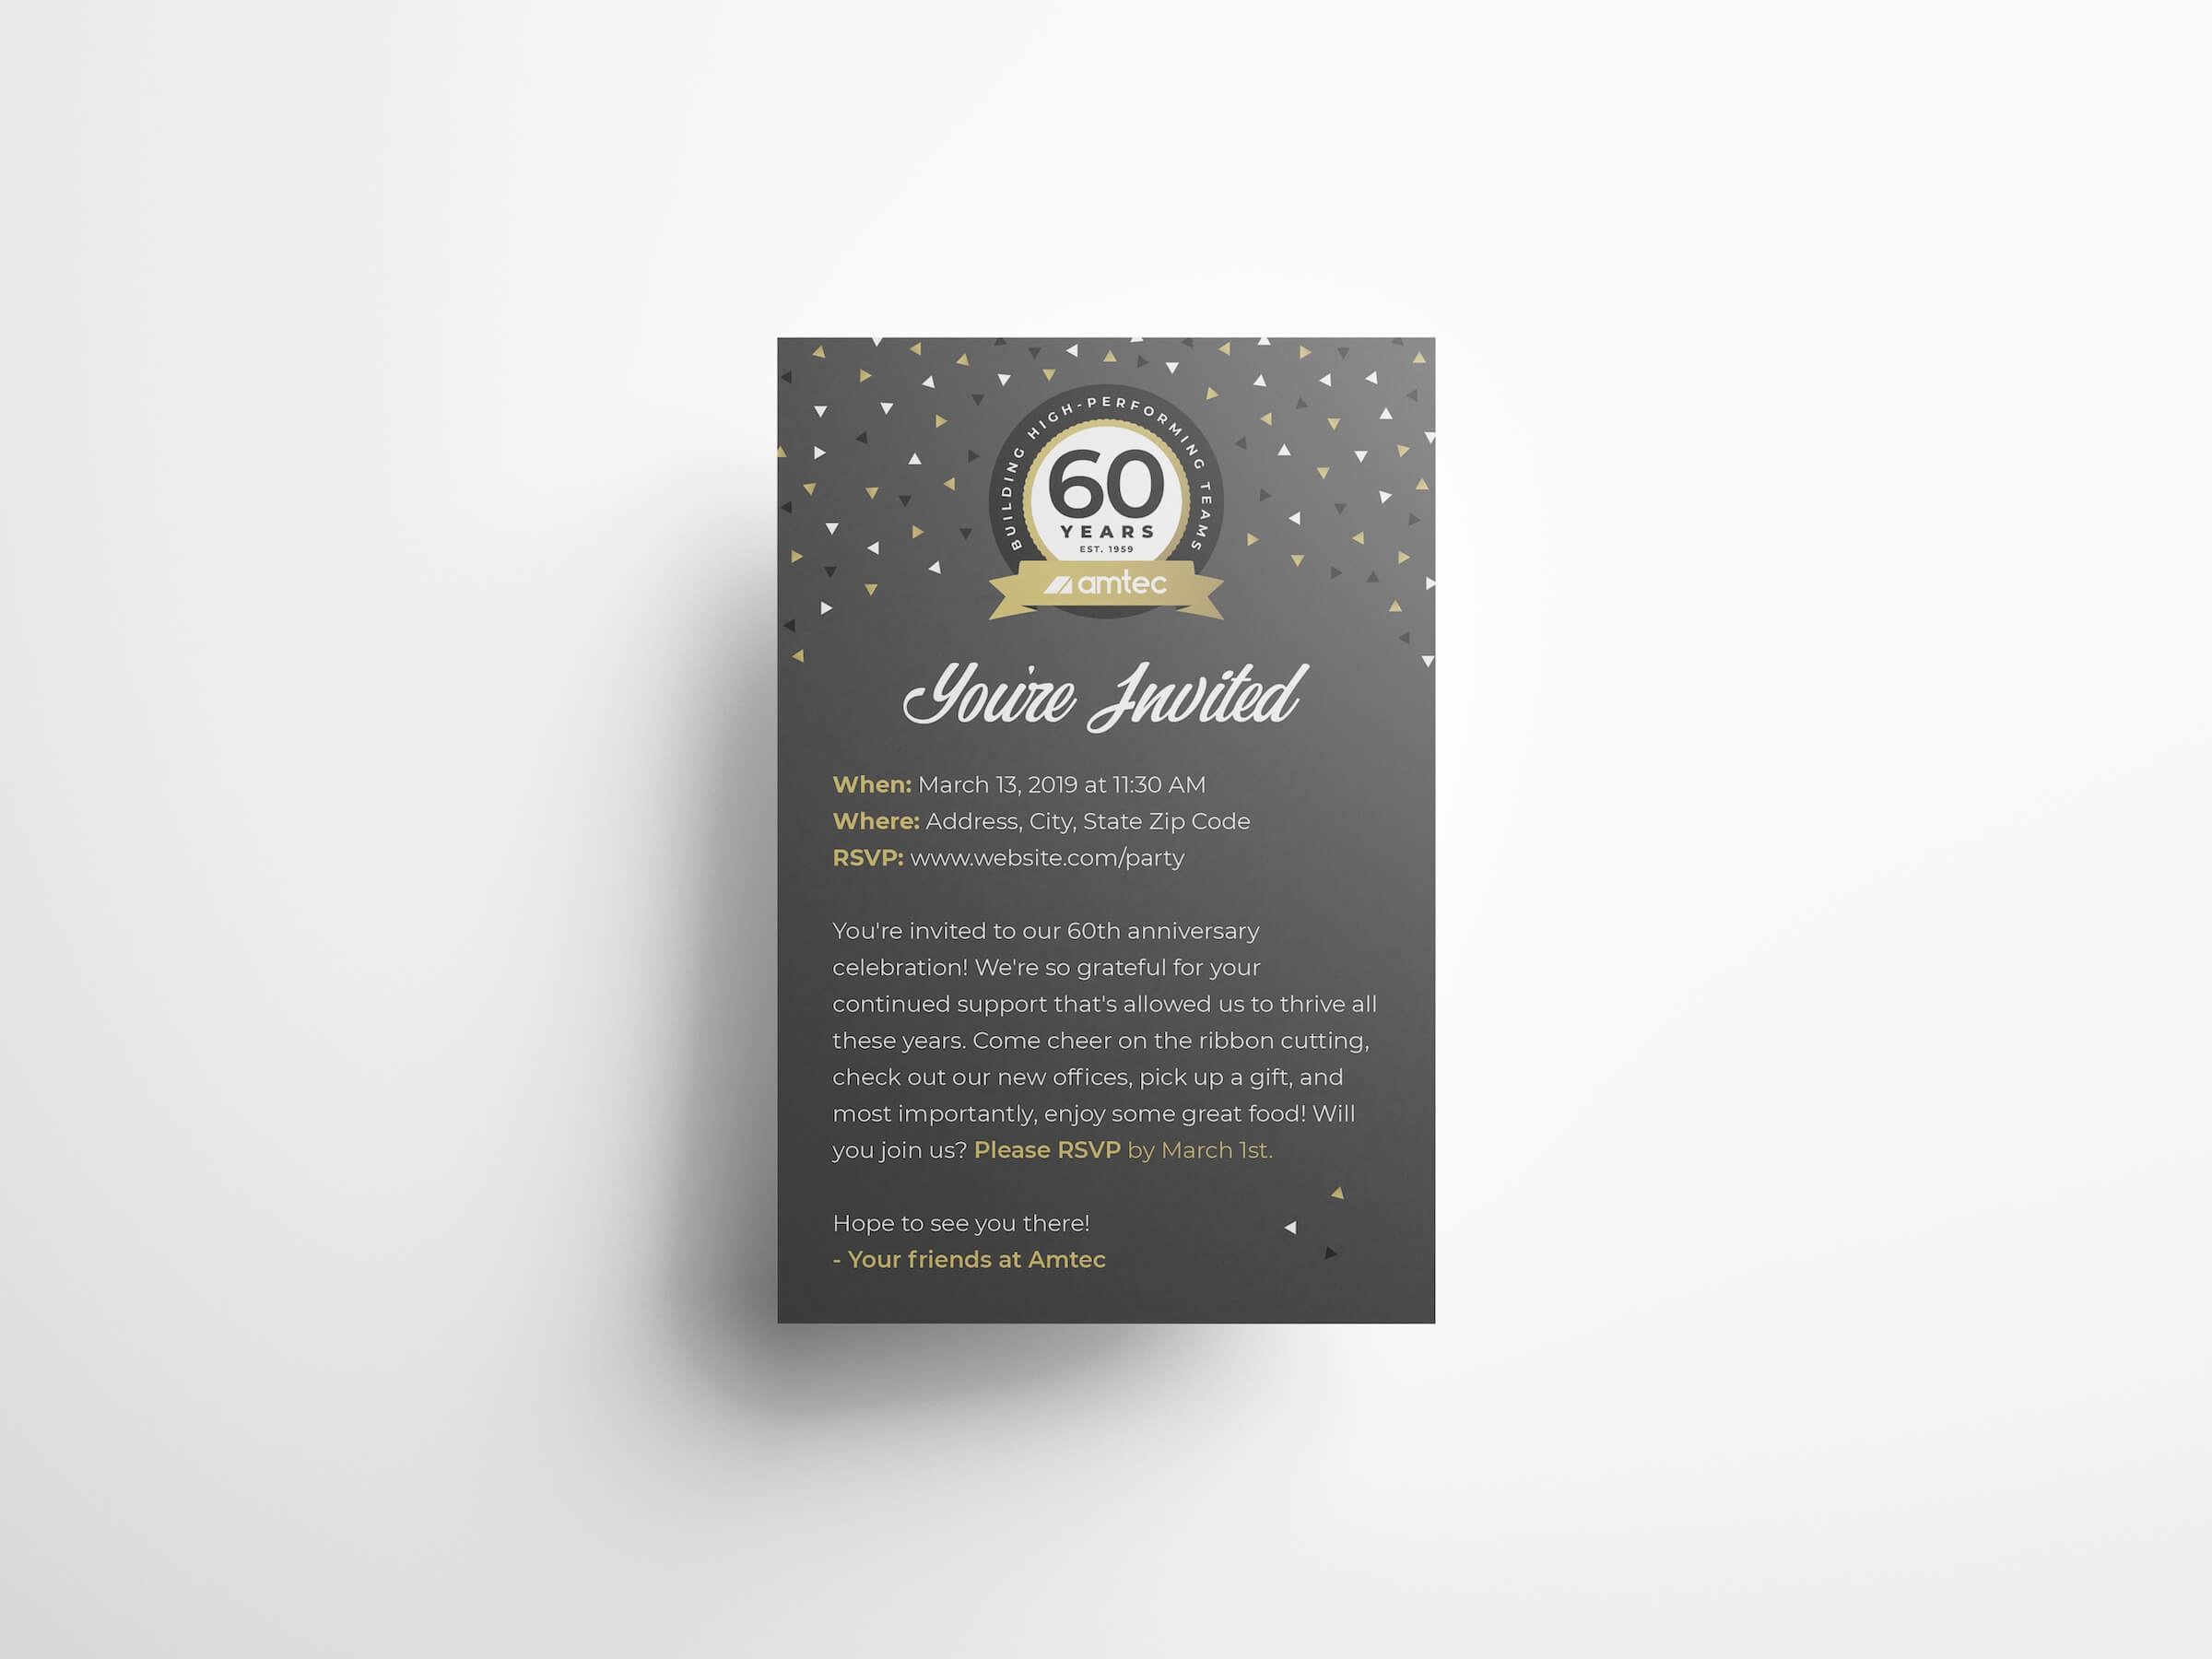 BUILDING HIGH-PERFORMING TEAMS
60
YEARS
EST. 1959
amtec
You're Invited
When: March 13, 2019 at 11:30 AM
Where: Address, City, State Zip Code
RSVP: www.website.com/party
You're invited to our 60th anniversary
celebration! We're so grateful for your
continued support that's allowed us to thrive all
these years. Come cheer on the ribbon cutting,
check out our new offices, pick up a gift, and
most importantly, enjoy some great food! Will
you join us? Please RSVP by March 1st.
Hope to see you there!
- Your friends at Amtec